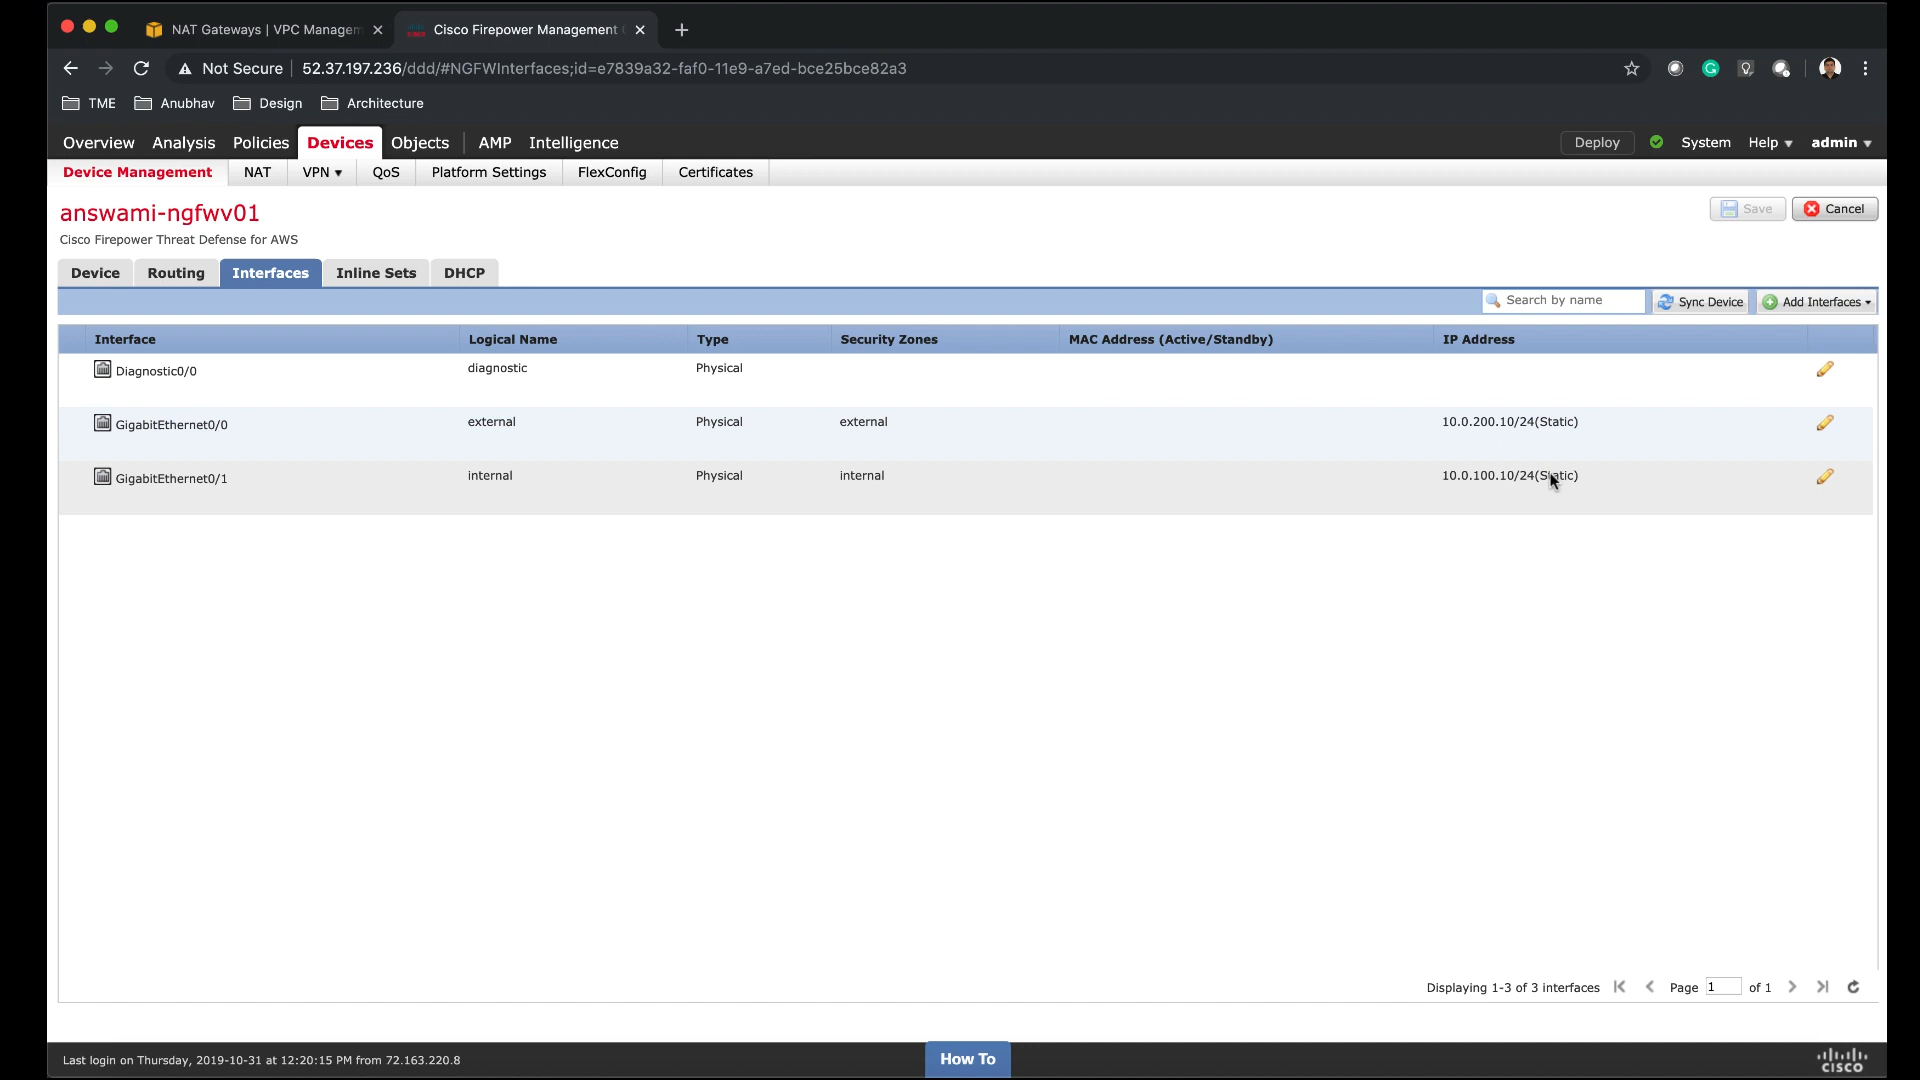 NAT Gateways | VPC Managem
Cisco Firepower Management
Not Secure | 52.37.197.236/ddd/#NGFWInterfaces;id=e7839a32-faf0-11e9-a7ed-bce25bce82a3
TME Anubhav Design Architecture
Overview Analysis Policies Devices Objects AMP Intelligence Deploy System Help admin
Device Management NAT VPN QoS Platform Settings FlexConfig Certificates
answami-ngfwv01 Save Cancel
Cisco Firepower Threat Defense for AWS
Device Routing Interfaces Inline Sets DHCP
Search by name Sync Device Add Interfaces
Interface Logical Name Type Security Zones MAC Address (Active/Standby) IP Address
Diagnostic0/0 diagnostic Physical
GigabitEthernet0/0 external Physical external 10.0.200.10/24(Static)
GigabitEthernet0/1 internal Physical internal 10.0.100.10/24(Static)
Displaying 1-3 of 3 interfaces Page 1 of 1
Last login on Thursday, 2019-10-31 at 12:20:15 PM from 72.163.220.8 How To
CISCO